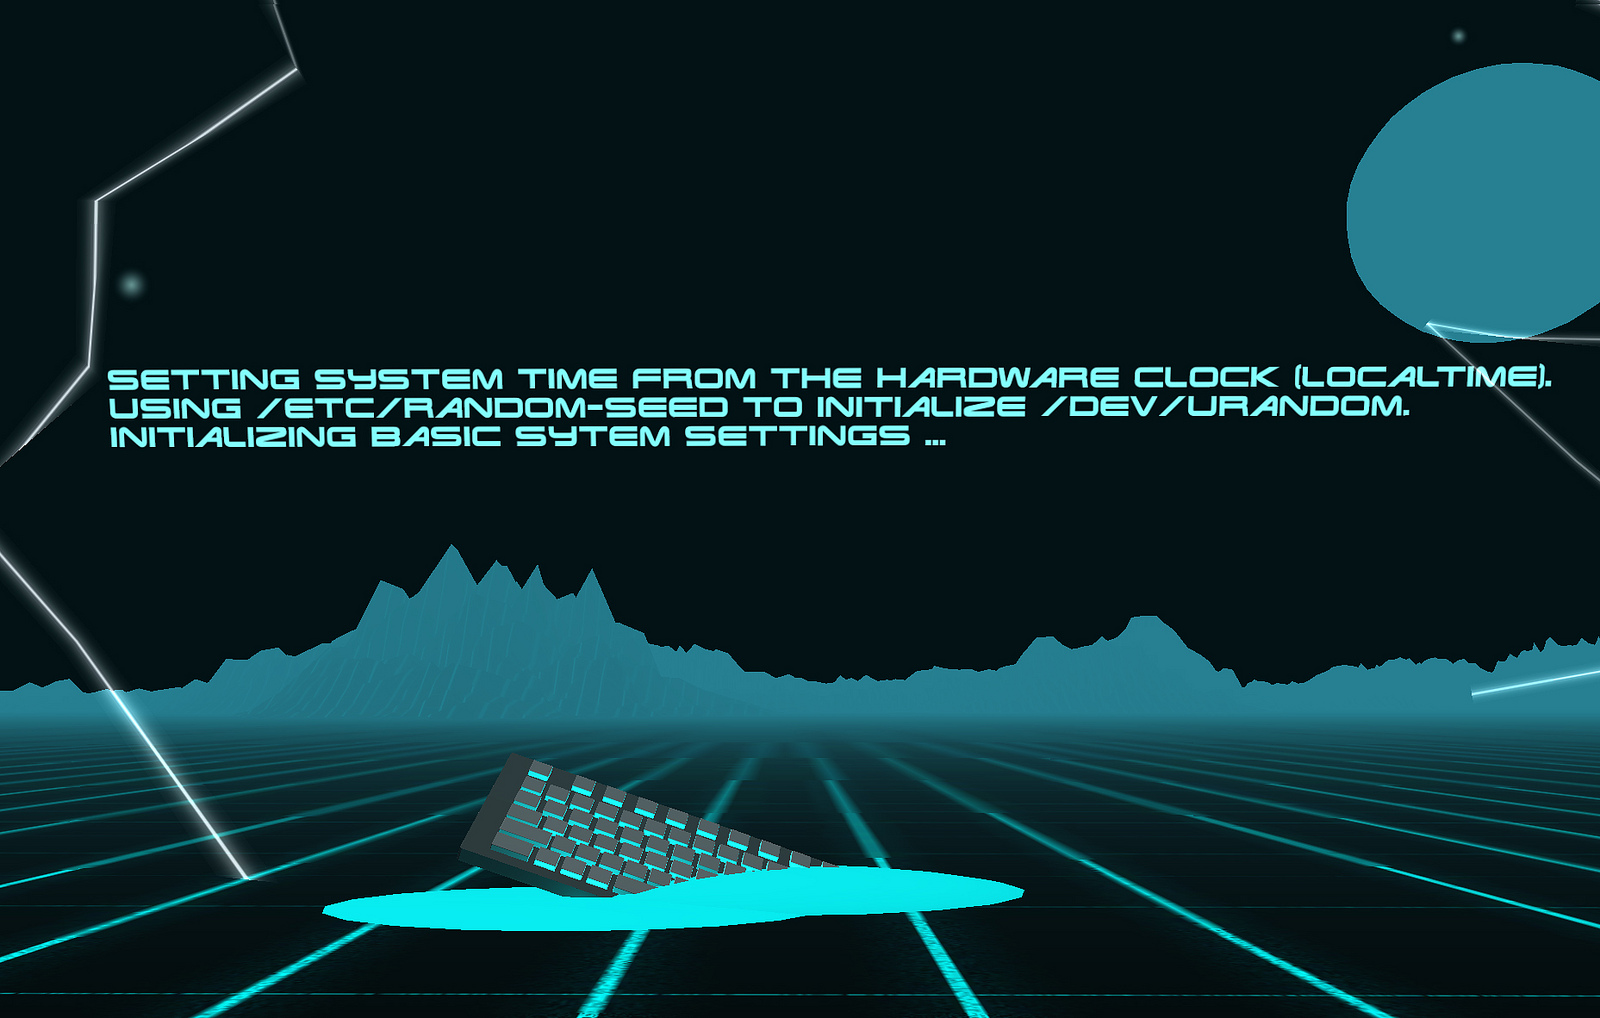 SETTING SYSTEM TIME FROM THE HARDWARE CLOCK (LOCALTIME).
USING /ETC/RANDOM-SEED TO INITIALIZE /DEV/URANDOM.
INITIALIZING BASIC SYTEM SETTINGS ...